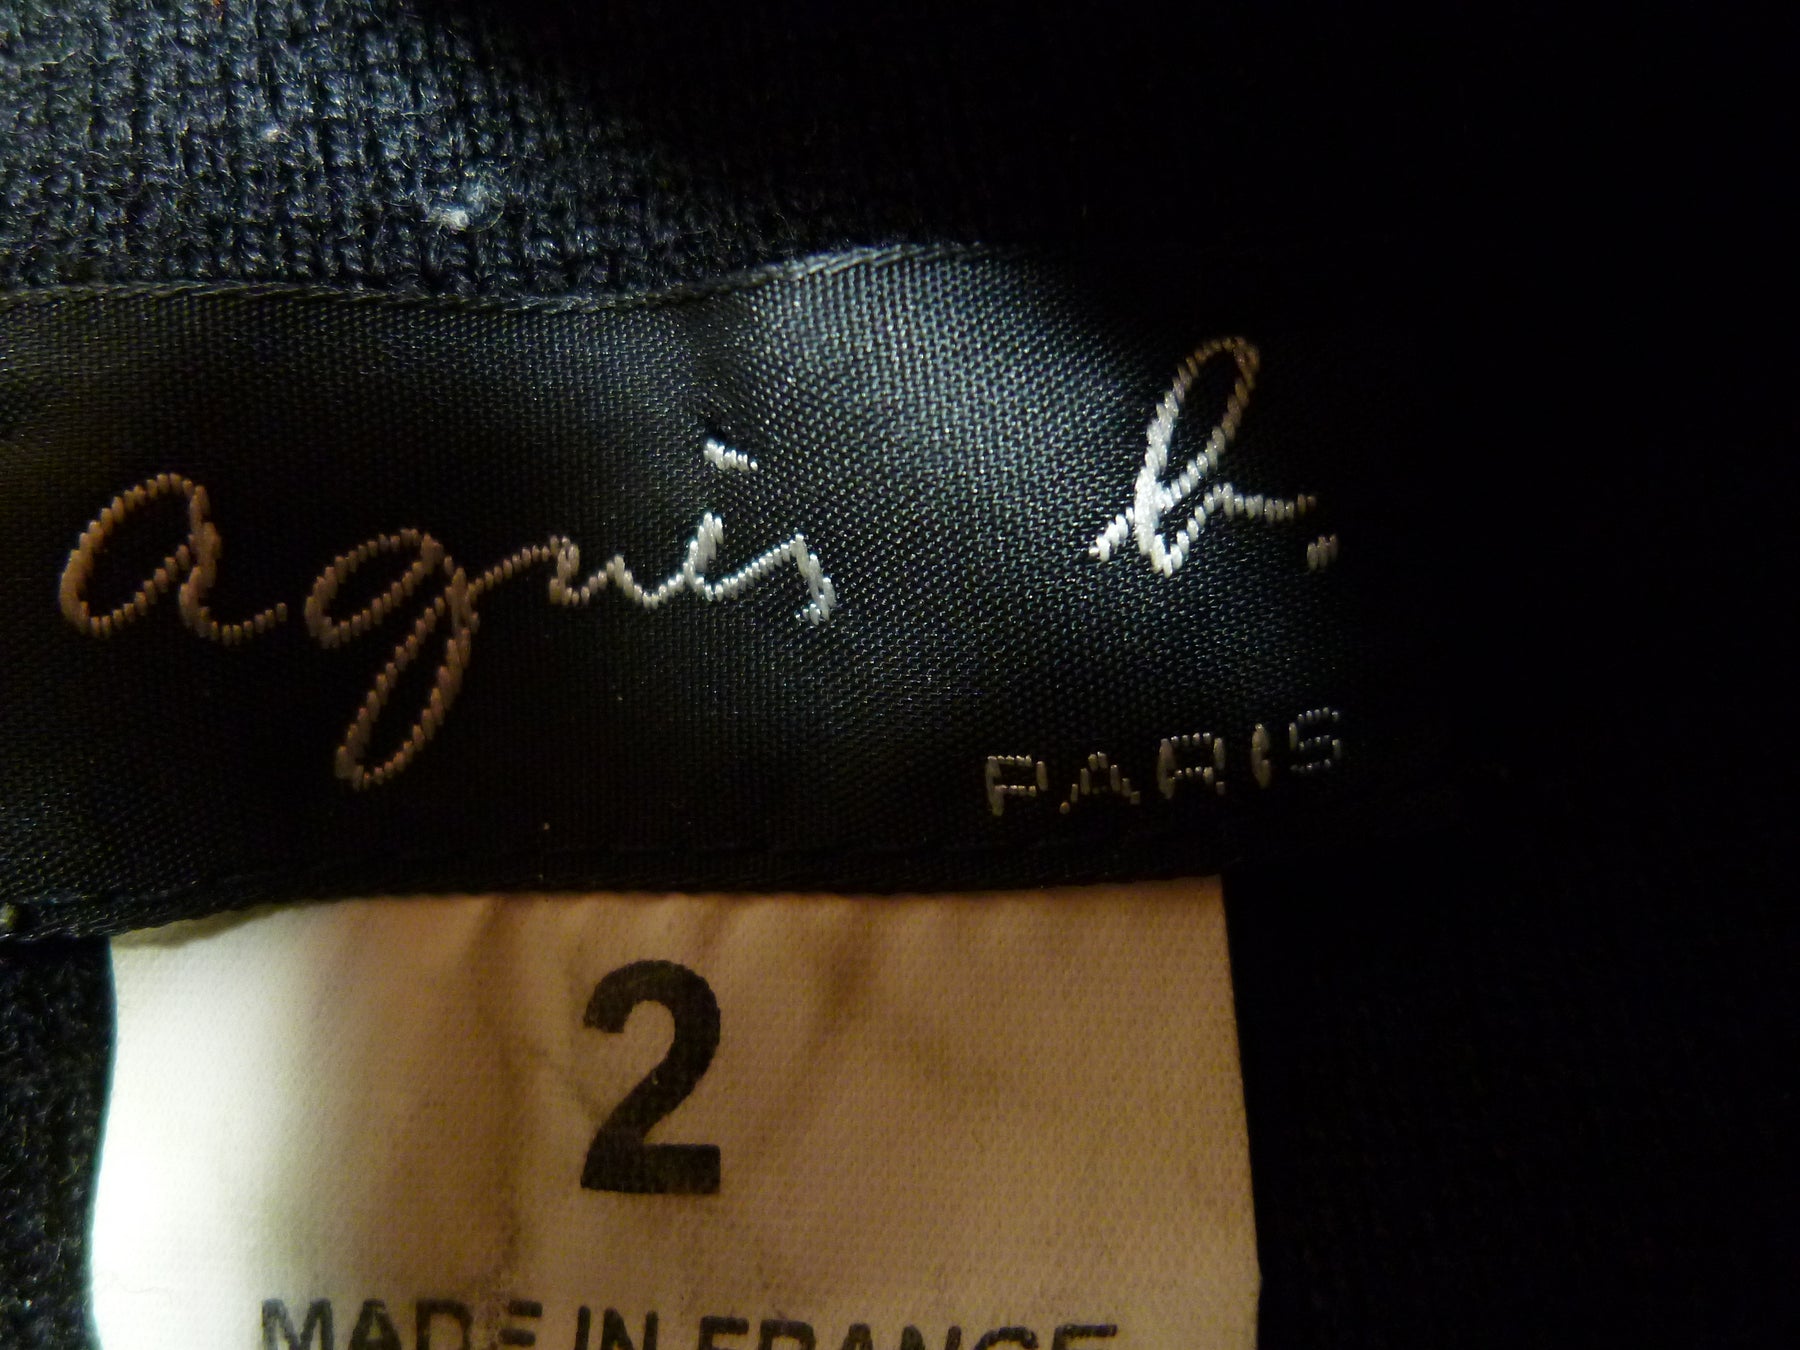 agnès b.
PARIS
2
MADE IN FRANCE